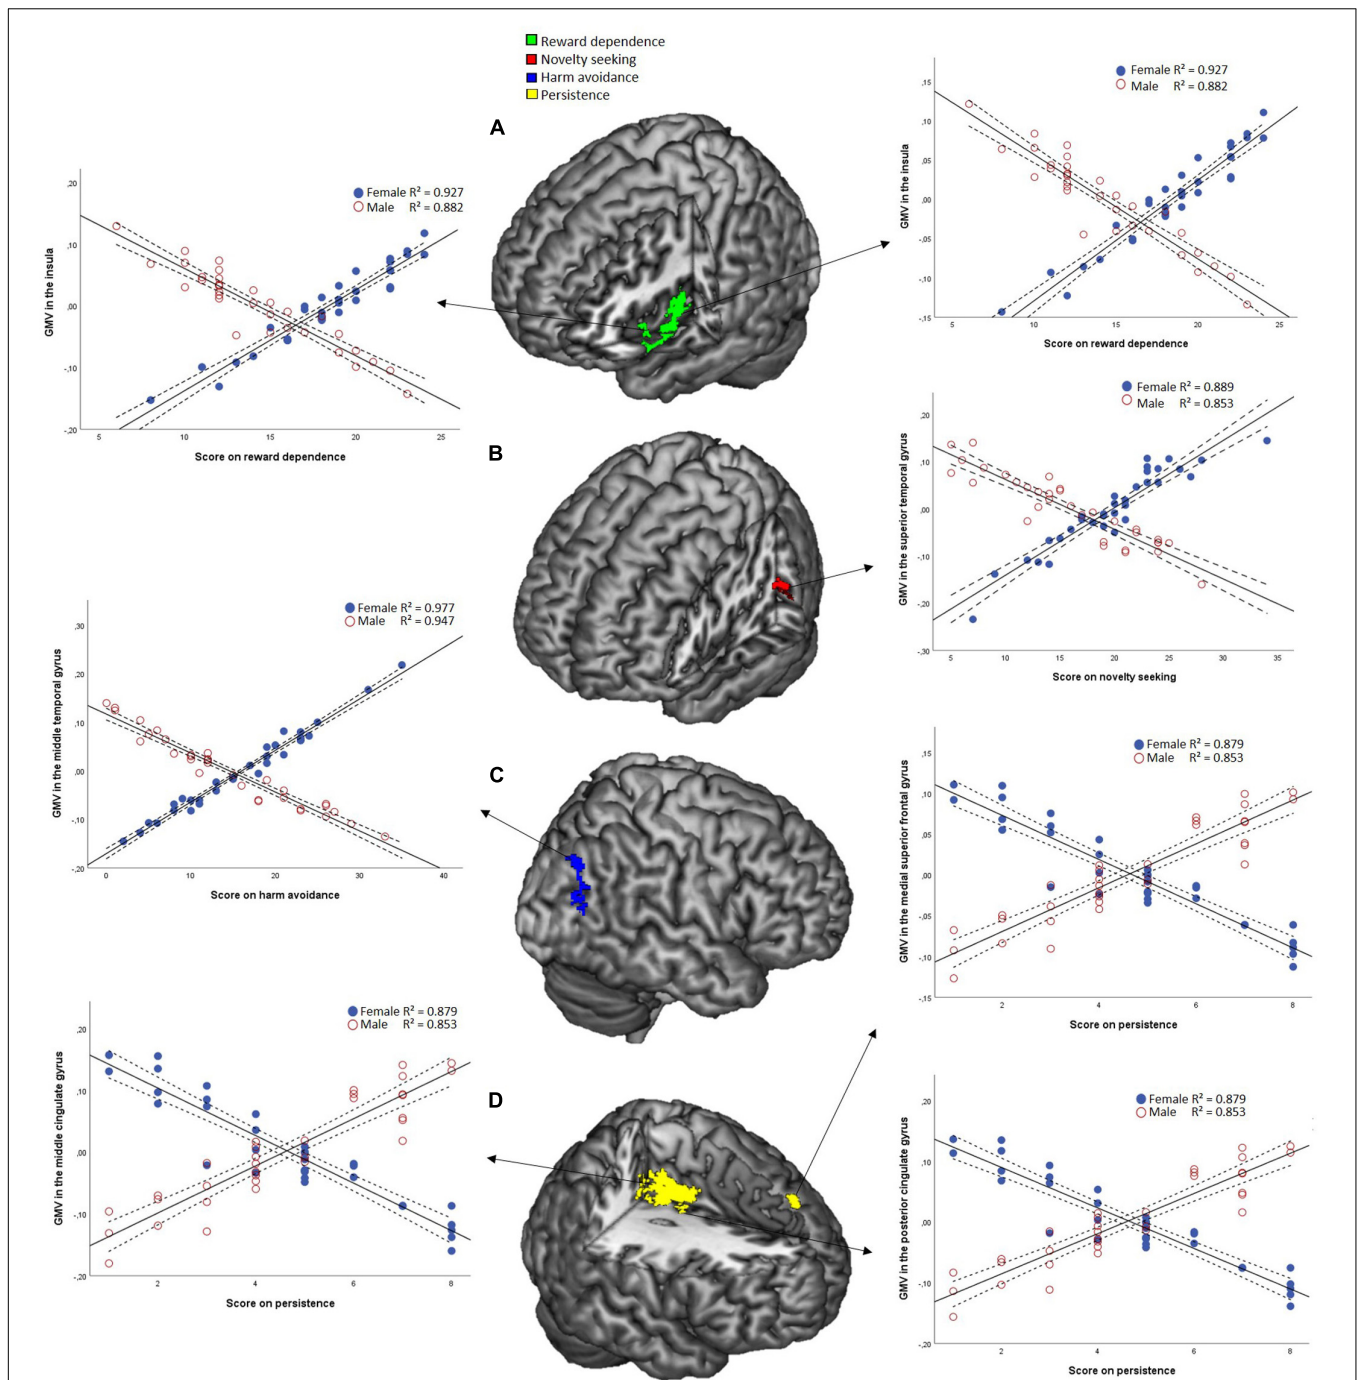 Reward dependence
Novelty seeking
Harm avoidance
Persistence
A
Female R² = 0.927
Male R² = 0.882
GMV in the insula
,20
,10
,00
-,10
-,20
5 10 15 20 25
Score on reward dependence
Female R² = 0.927
Male R² = 0.882
GMV in the insula
,15
,10
,05
,00
-,05
-,10
-,15
5 10 15 20 25
Score on reward dependence
B
Female R² = 0.889
Male R² = 0.853
GMV in the superior temporal gyrus
,20
,10
,00
-,10
-,20
-,30
5 10 15 20 25 30 35
Score on novelty seeking
C
Female R² = 0.977
Male R² = 0.947
GMV in the middle temporal gyrus
,30
,20
,10
,00
-,10
-,20
0 10 20 30 40
Score on harm avoidance
Female R² = 0.879
Male R² = 0.853
GMV in the medial superior frontal gyrus
,15
,10
,05
,00
-,05
-,10
-,15
2 4 6 8
Score on persistence
D
Female R² = 0.879
Male R² = 0.853
GMV in the middle cingulate gyrus
,20
,10
,00
-,10
-,20
2 4 6 8
Score on persistence
Female R² = 0.879
Male R² = 0.853
GMV in the posterior cingulate gyrus
,20
,10
,00
-,10
-,20
2 4 6 8
Score on persistence